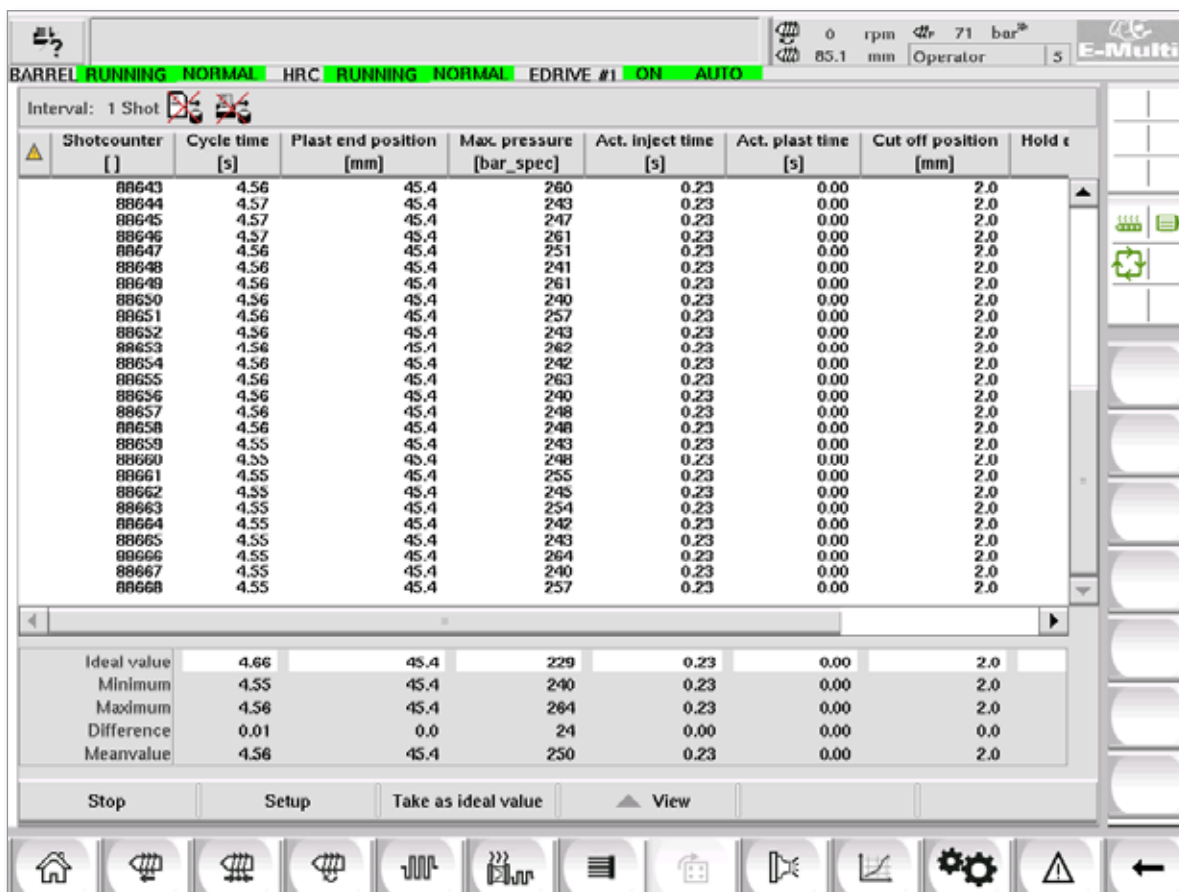 0 rpm 71 bar
85.1 mm Operator 5
E-Multi
BARREL RUNNING NORMAL HRC RUNNING NORMAL EDRIVE #1 ON AUTO
Interval: 1 Shot
Shotcounter Cycle time Plast end position Max. pressure Act. inject time Act. plast time Cut off position Hold
[ ] [s] [mm] [bar_spec] [s] [s] [mm]
88643 4.56 45.4 260 0.23 0.00 2.0
88644 4.57 45.4 243 0.23 0.00 2.0
88645 4.57 45.4 247 0.23 0.00 2.0
88646 4.57 45.4 261 0.23 0.00 2.0
88647 4.56 45.4 251 0.23 0.00 2.0
88648 4.56 45.4 241 0.23 0.00 2.0
88649 4.56 45.4 261 0.23 0.00 2.0
88650 4.56 45.4 240 0.23 0.00 2.0
88651 4.56 45.4 257 0.23 0.00 2.0
88652 4.56 45.4 243 0.23 0.00 2.0
88653 4.56 45.4 262 0.23 0.00 2.0
88654 4.56 45.4 242 0.23 0.00 2.0
88655 4.56 45.4 263 0.23 0.00 2.0
88656 4.56 45.4 240 0.23 0.00 2.0
88657 4.56 45.4 248 0.23 0.00 2.0
88658 4.56 45.4 248 0.23 0.00 2.0
88659 4.55 45.4 243 0.23 0.00 2.0
88660 4.55 45.4 248 0.23 0.00 2.0
88661 4.55 45.4 255 0.23 0.00 2.0
88662 4.55 45.4 245 0.23 0.00 2.0
88663 4.55 45.4 254 0.23 0.00 2.0
88664 4.55 45.4 242 0.23 0.00 2.0
88665 4.55 45.4 243 0.23 0.00 2.0
88666 4.55 45.4 264 0.23 0.00 2.0
88667 4.55 45.4 240 0.23 0.00 2.0
88668 4.55 45.4 257 0.23 0.00 2.0
Ideal value 4.66 45.4 229 0.23 0.00 2.0
Minimum 4.55 45.4 240 0.23 0.00 2.0
Maximum 4.56 45.4 264 0.23 0.00 2.0
Difference 0.01 0.0 24 0.00 0.00 0.0
Meanvalue 4.56 45.4 250 0.23 0.00 2.0
Stop Setup Take as ideal value View